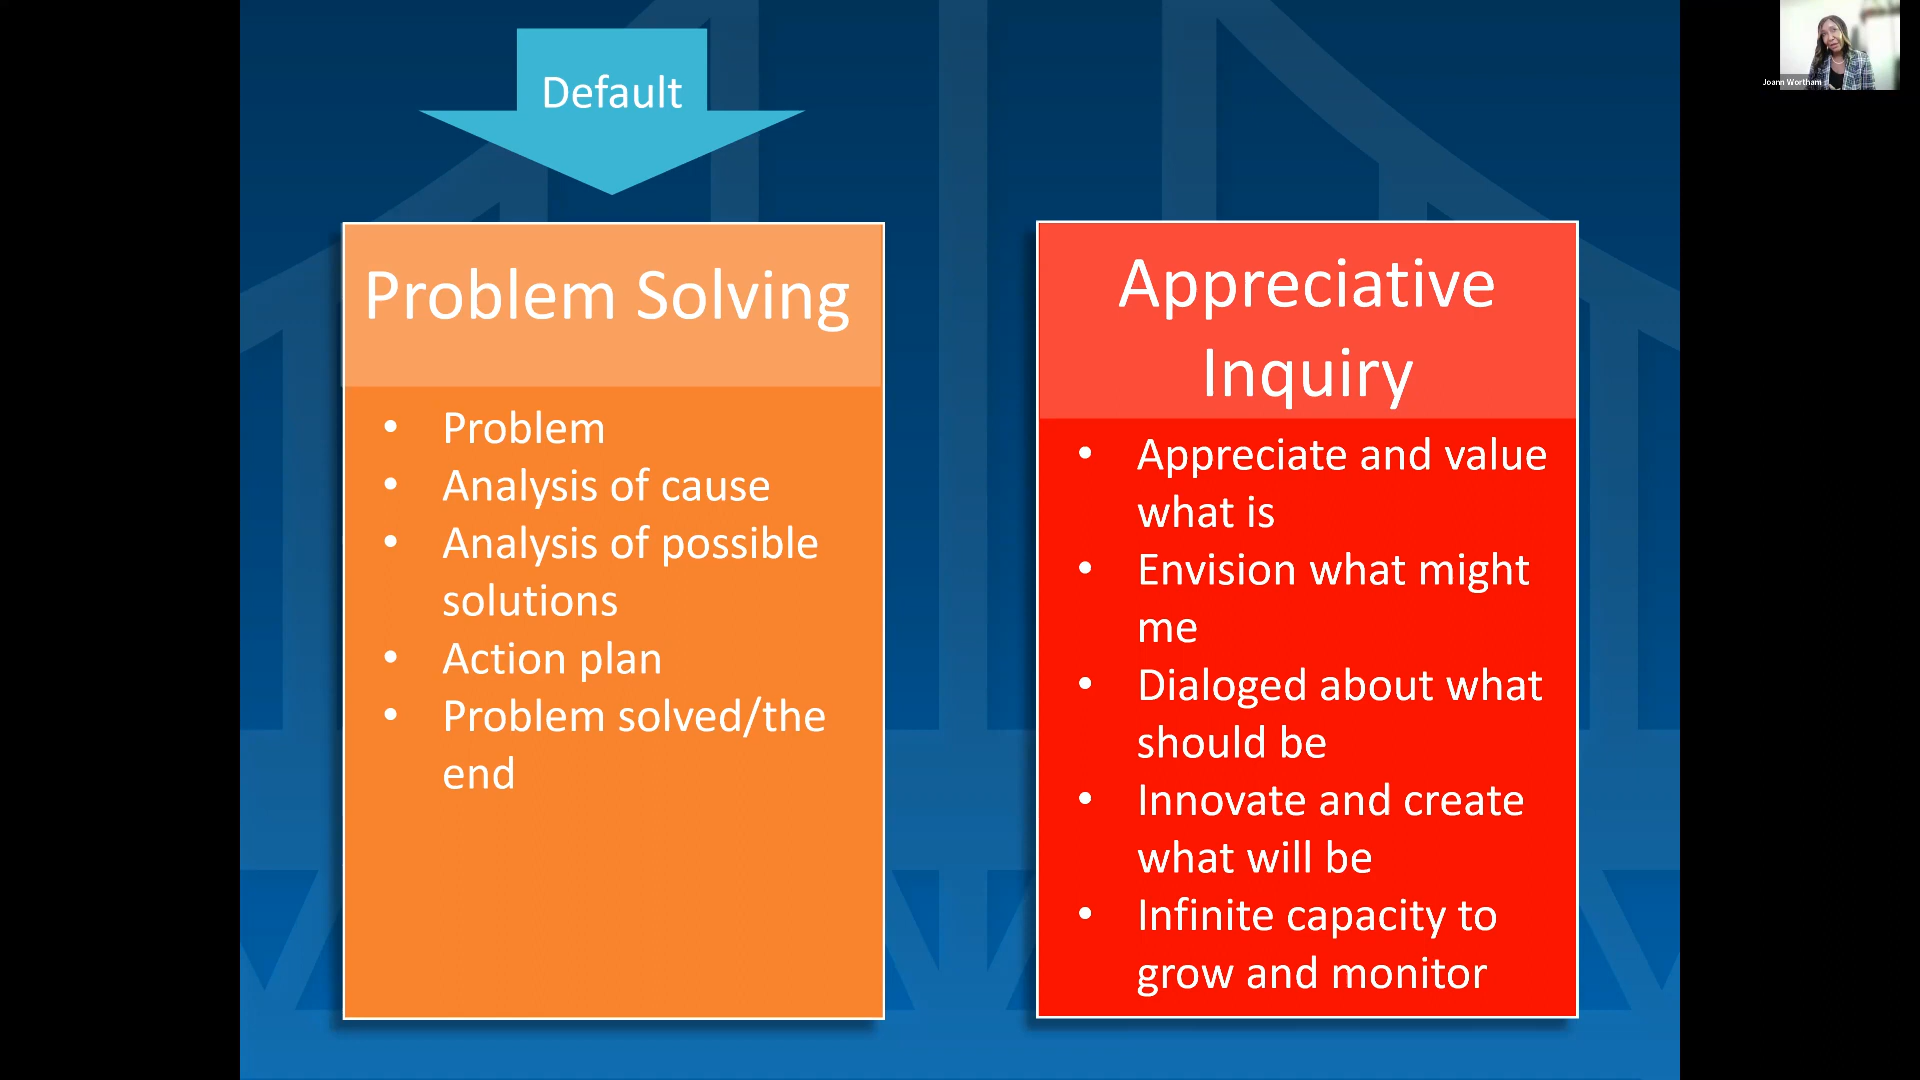 Default
Joann Wortham
Problem Solving
• Problem
• Analysis of cause
• Analysis of possible
solutions
• Action plan
• Problem solved/the
end
Appreciative
Inquiry
• Appreciate and value
what is
• Envision what might
me
• Dialoged about what
should be
• Innovate and create
what will be
• Infinite capacity to
grow and monitor